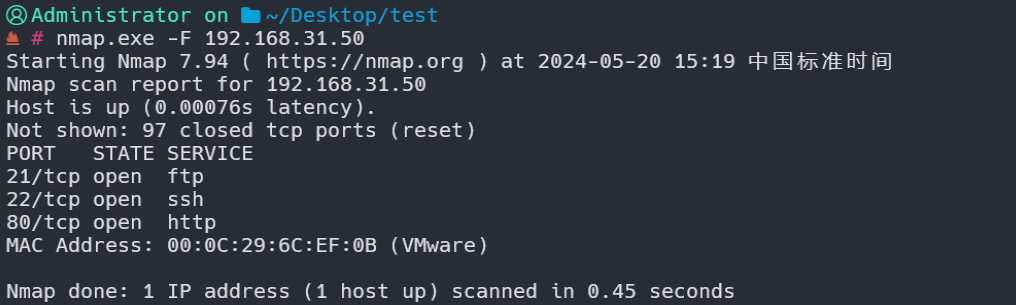 Administrator on ~/Desktop/test
# nmap.exe -F 192.168.31.50
Starting Nmap 7.94 ( https://nmap.org ) at 2024-05-20 15:19 中国标准时间
Nmap scan report for 192.168.31.50
Host is up (0.00076s latency).
Not shown: 97 closed tcp ports (reset)
PORT   STATE SERVICE
21/tcp open  ftp
22/tcp open  ssh
80/tcp open  http
MAC Address: 00:0C:29:6C:EF:0B (VMware)

Nmap done: 1 IP address (1 host up) scanned in 0.45 seconds